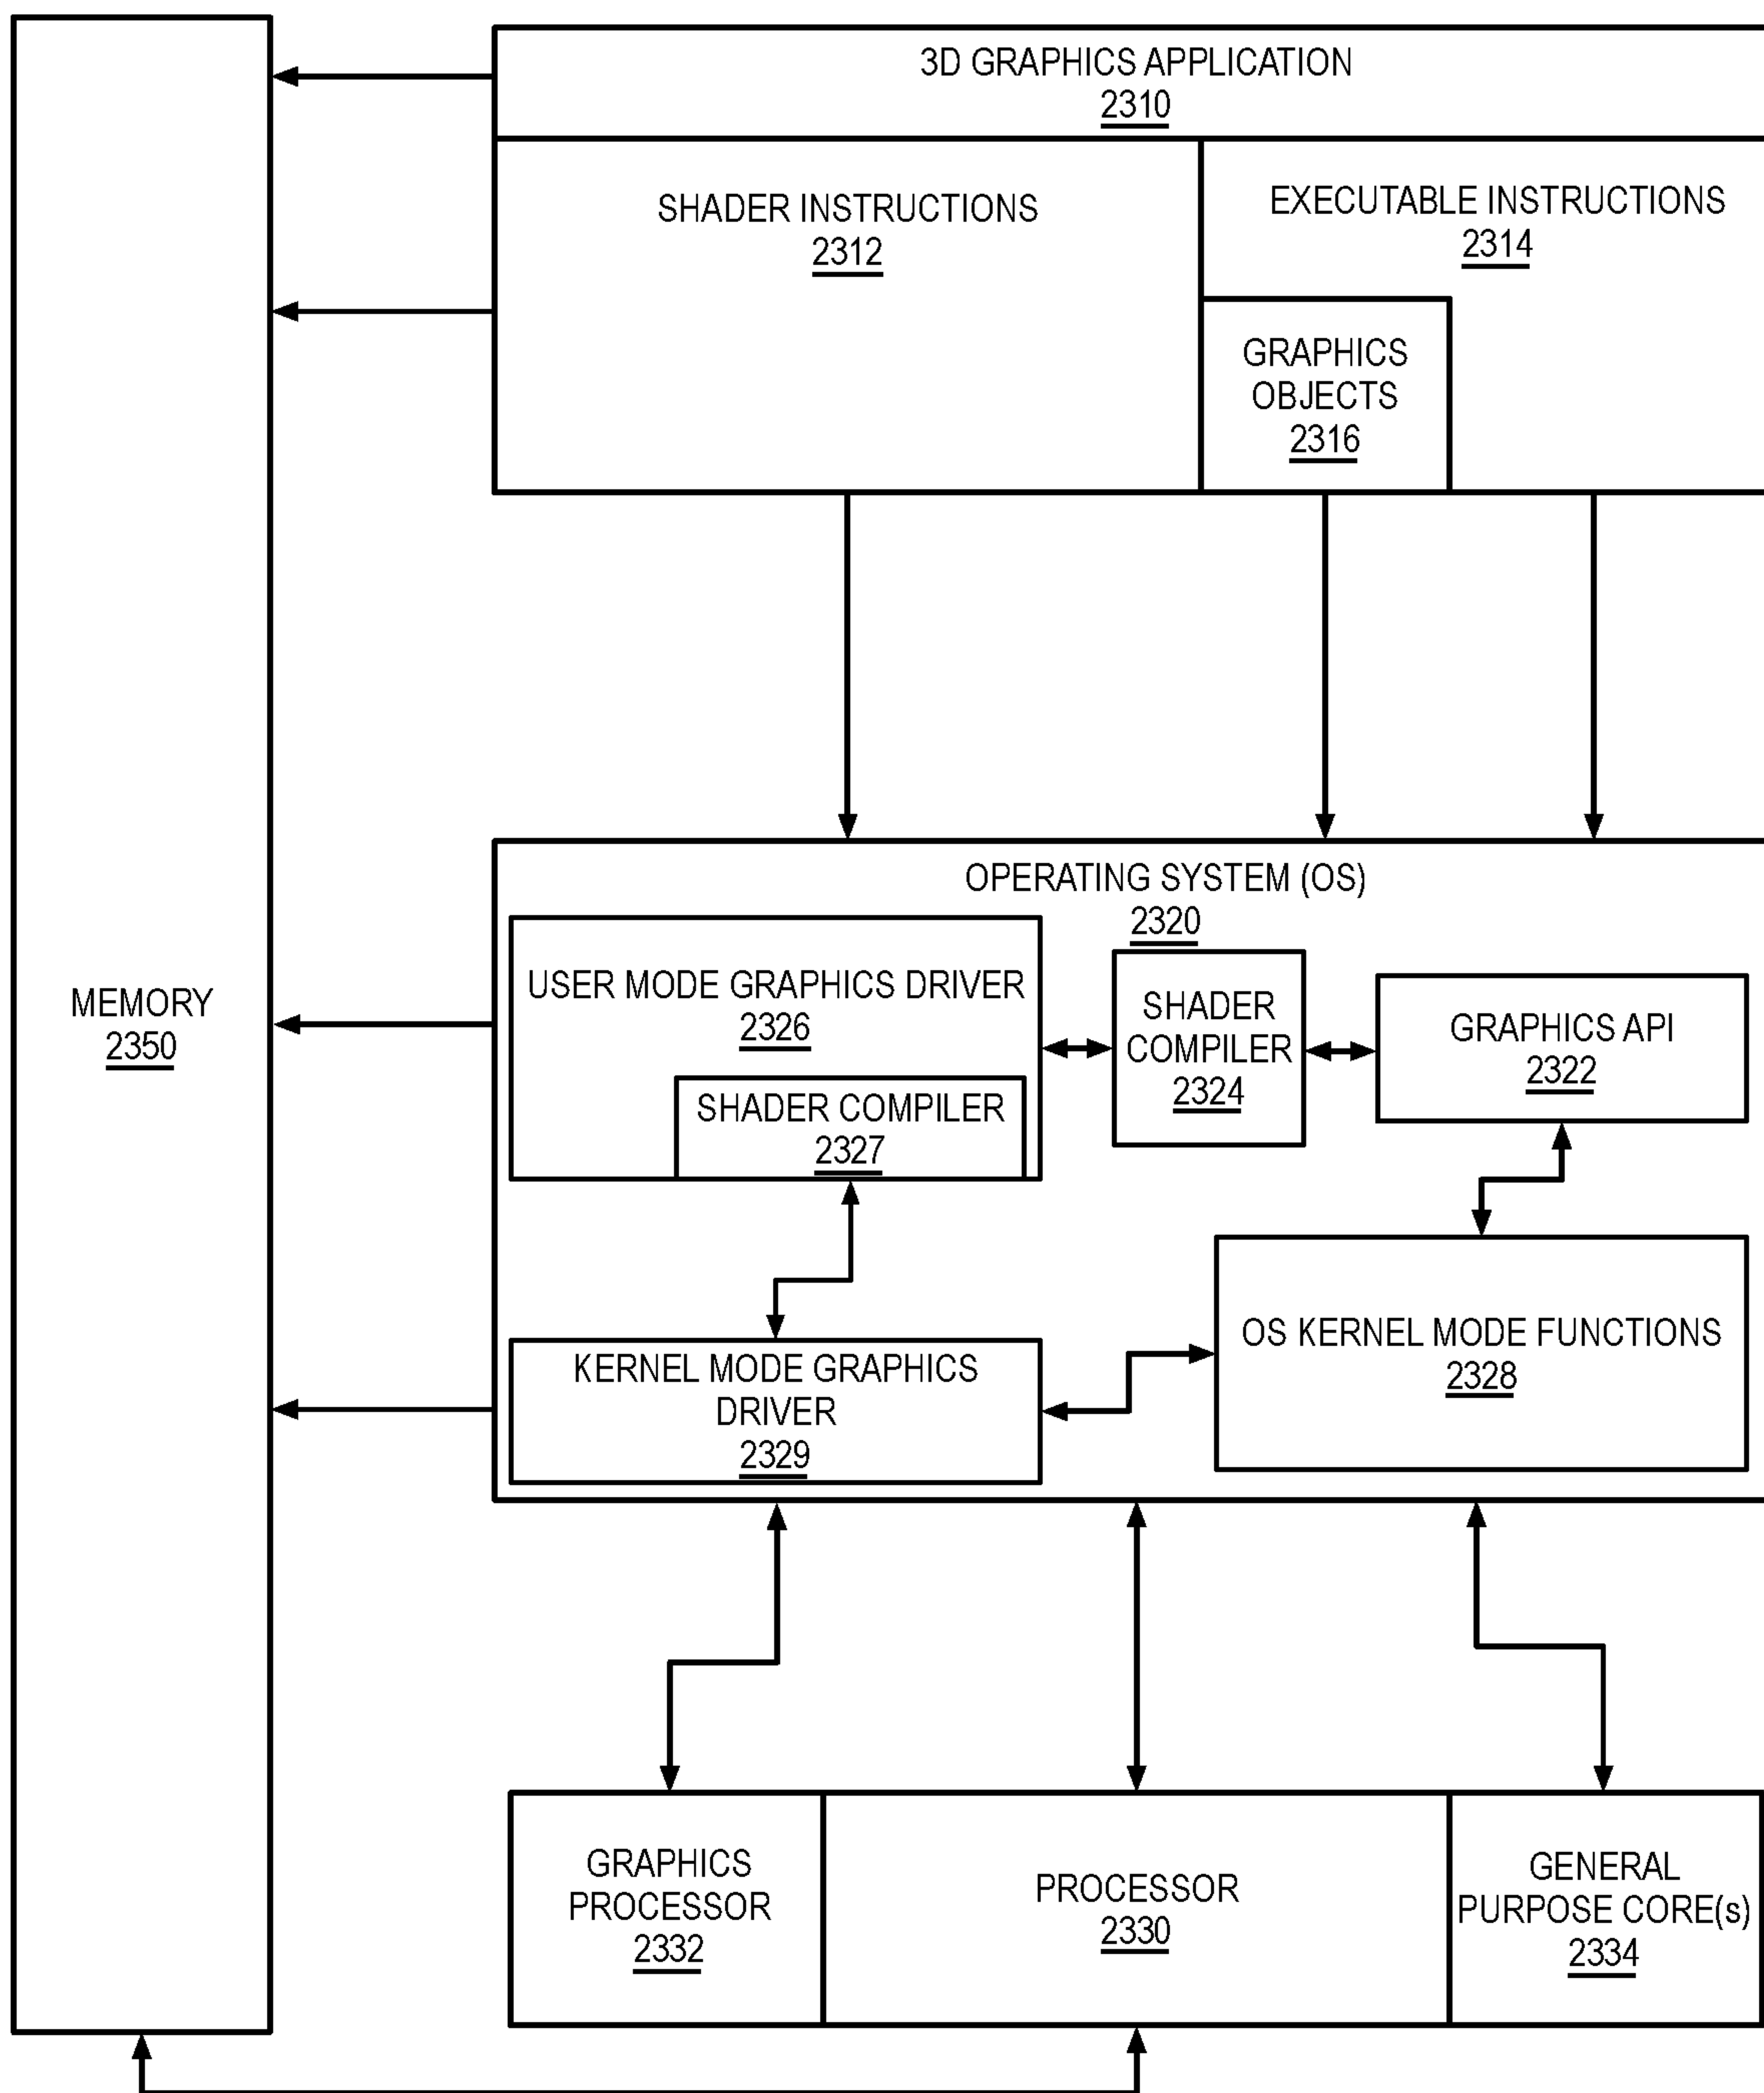 3D GRAPHICS APPLICATION
2310
SHADER INSTRUCTIONS
2312
EXECUTABLE INSTRUCTIONS
2314
GRAPHICS
OBJECTS
2316
MEMORY
2350
OPERATING SYSTEM (OS)
2320
USER MODE GRAPHICS DRIVER
2326
SHADER COMPILER
2327
SHADER
COMPILER
2324
GRAPHICS API
2322
KERNEL MODE GRAPHICS
DRIVER
2329
OS KERNEL MODE FUNCTIONS
2328
GRAPHICS
PROCESSOR
2332
PROCESSOR
2330
GENERAL
PURPOSE CORE(s)
2334